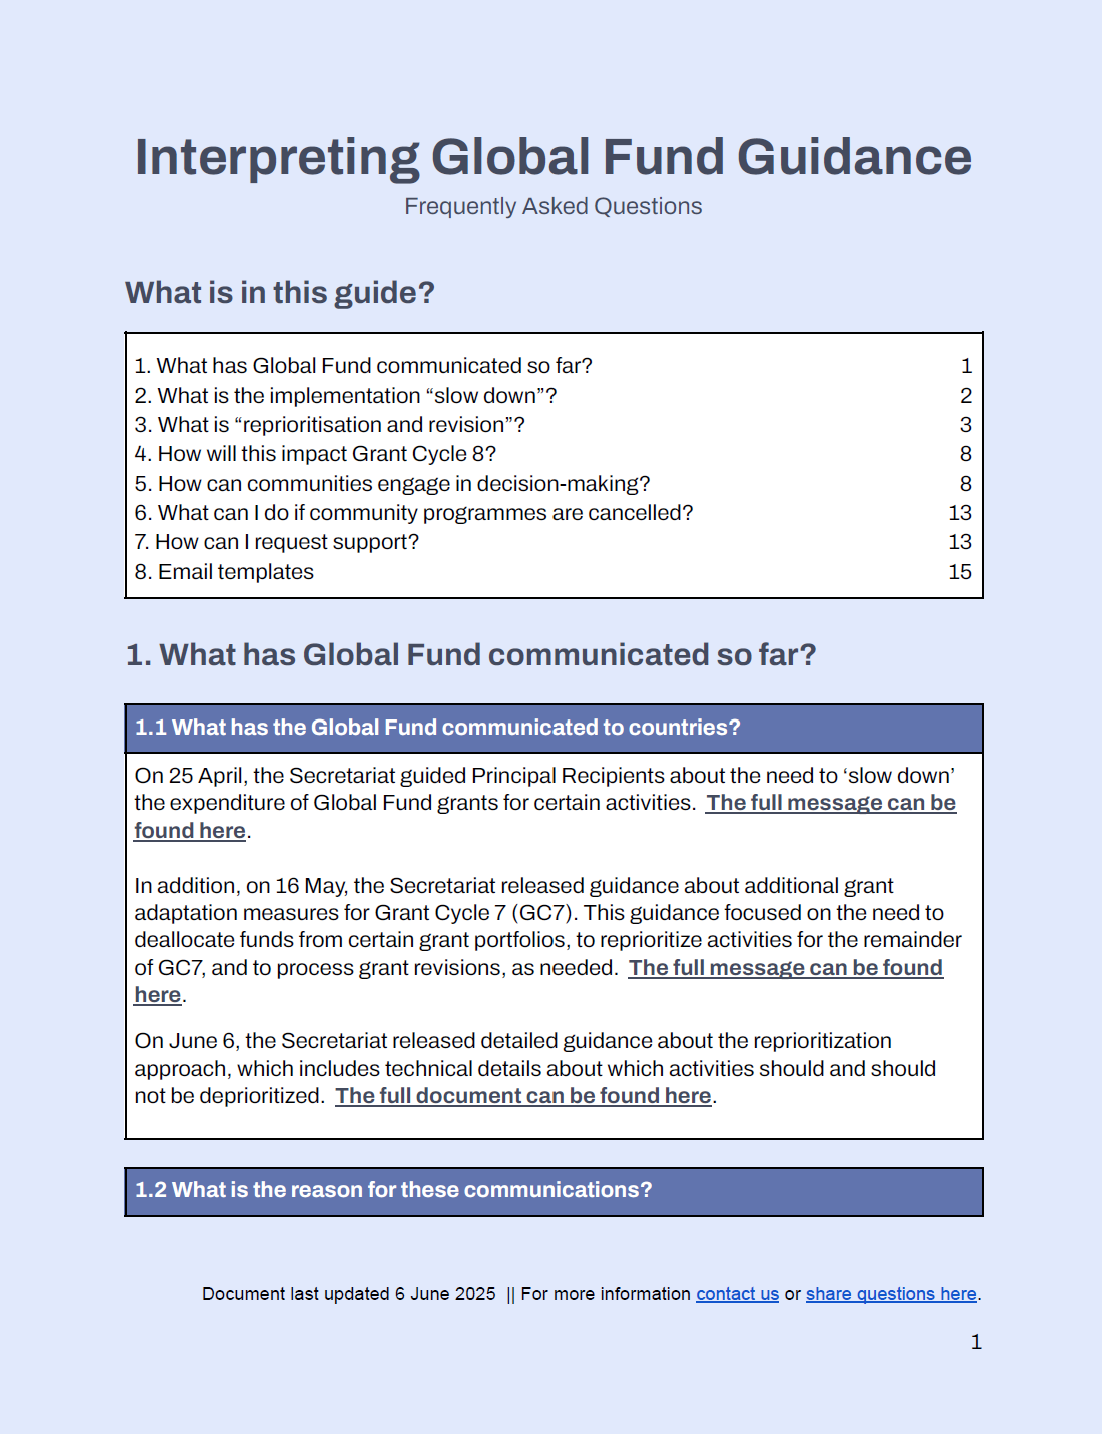 Interpreting Global Fund Guidance
Frequently Asked Questions
What is in this guide?
1. What has Global Fund communicated so far? 1
2. What is the implementation “slow down”? 2
3. What is “reprioritisation and revision”? 3
4. How will this impact Grant Cycle 8? 8
5. How can communities engage in decision-making? 8
6. What can I do if community programmes are cancelled? 13
7. How can I request support? 13
8. Email templates 15
1. What has Global Fund communicated so far?
1.1 What has the Global Fund communicated to countries?
On 25 April, the Secretariat guided Principal Recipients about the need to ‘slow down’
the expenditure of Global Fund grants for certain activities. The full message can be
found here.
In addition, on 16 May, the Secretariat released guidance about additional grant
adaptation measures for Grant Cycle 7 (GC7). This guidance focused on the need to
deallocate funds from certain grant portfolios, to reprioritize activities for the remainder
of GC7, and to process grant revisions, as needed. The full message can be found
here.
On June 6, the Secretariat released detailed guidance about the reprioritization
approach, which includes technical details about which activities should and should
not be deprioritized. The full document can be found here.
1.2 What is the reason for these communications?
Document last updated 6 June 2025 || For more information contact us or share questions here.
1